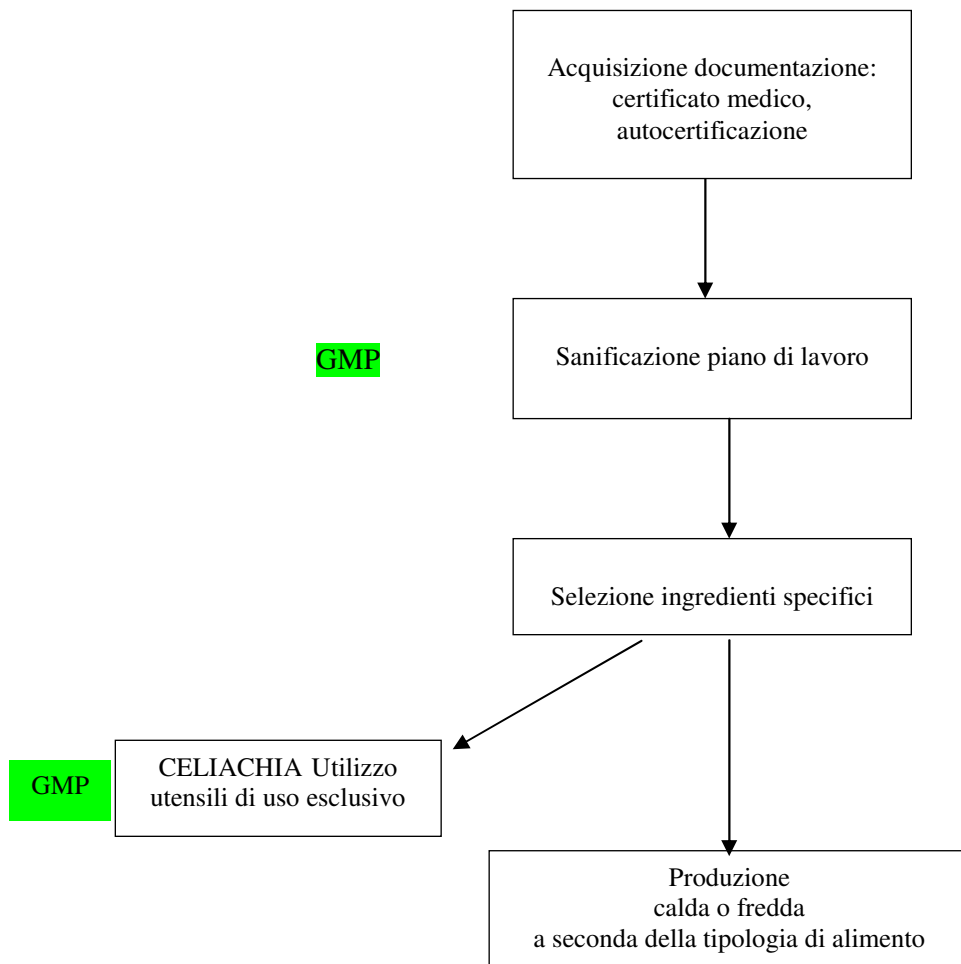 Acquisizione documentazione:
certificato medico,
autocertificazione
GMP
Sanificazione piano di lavoro
Selezione ingredienti specifici
GMP
CELIACHIA Utilizzo
utensili di uso esclusivo
Produzione
calda o fredda
a seconda della tipologia di alimento